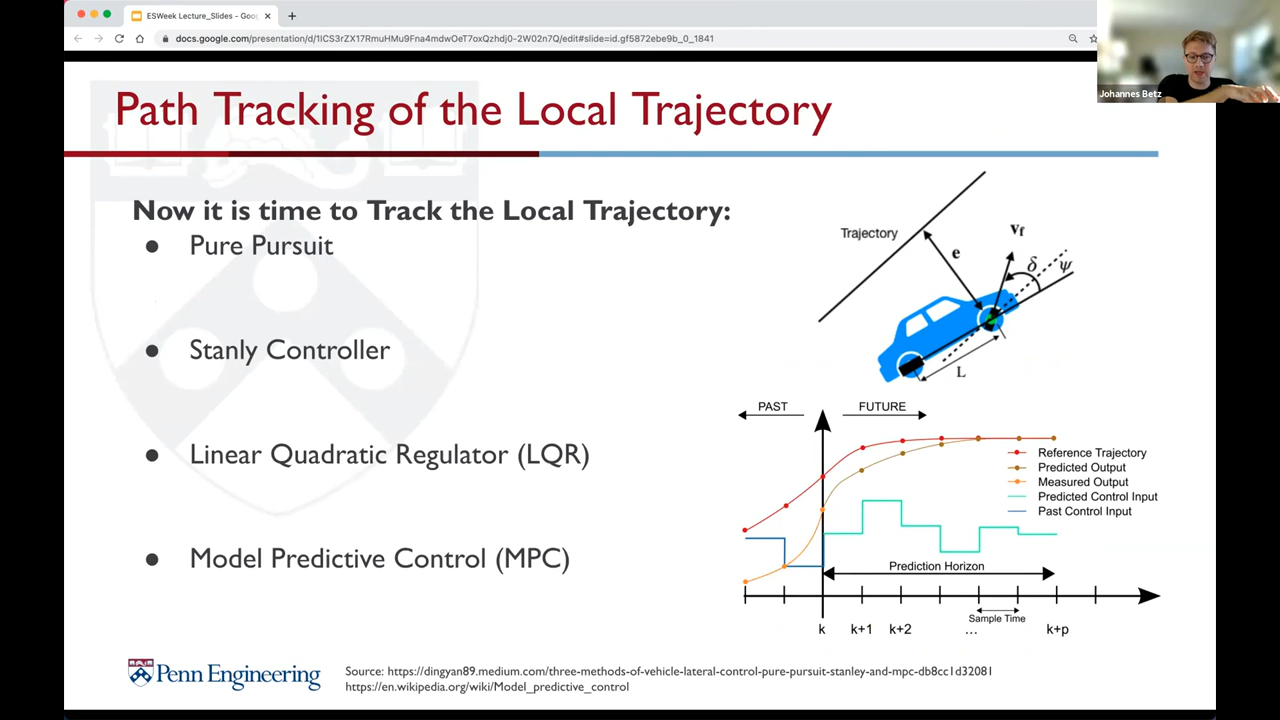 ESWeek Lecture_Slides - Goo
docs.google.com/presentation/d/1ICS3rZX17RmuHMu9Fna4mdwOeT7oxQzhdj0-2W02n7Q/edit#slide=id.gf5872ebe9b_0_1841
Johannes Betz
Path Tracking of the Local Trajectory
Now it is time to Track the Local Trajectory:
● Pure Pursuit
● Stanly Controller
● Linear Quadratic Regulator (LQR)
● Model Predictive Control (MPC)
Trajectory
e
vf
δ
ψ
L
PAST
FUTURE
Reference Trajectory
Predicted Output
Measured Output
Predicted Control Input
Past Control Input
Prediction Horizon
Sample Time
k
k+1
k+2
...
k+p
Penn Engineering
Source: https://dingyan89.medium.com/three-methods-of-vehicle-lateral-control-pure-pursuit-stanley-and-mpc-db8cc1d32081
https://en.wikipedia.org/wiki/Model_predictive_control